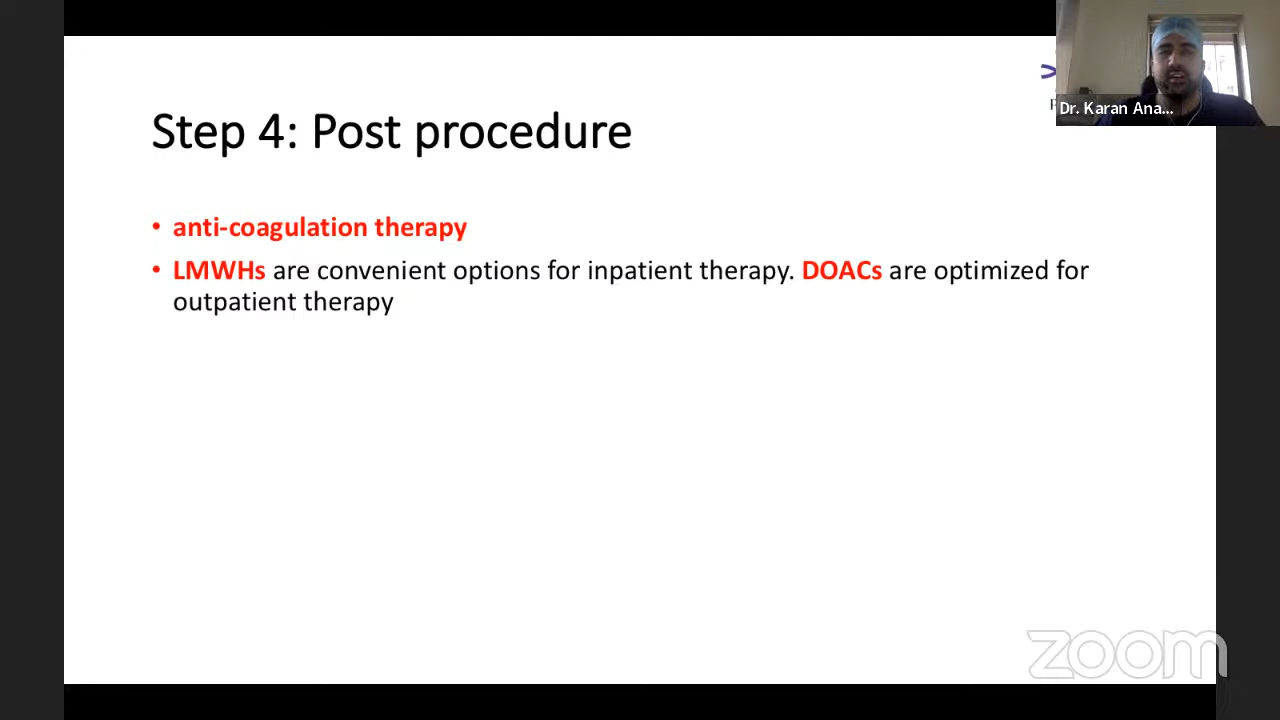 Dr. Karan Ana...
Step 4: Post procedure
• anti-coagulation therapy
• LMWHs are convenient options for inpatient therapy. DOACs are optimized for
outpatient therapy
zoom